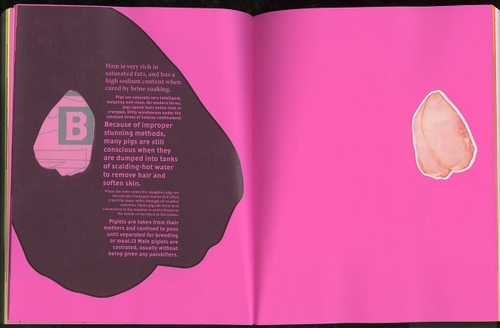 B
Ham is very rich in
saturated fats, and has a
high sodium content when
cured by brine soaking.
Pigs are naturally very intelligent,
outgoing and clean. On modern farms,
pigs spend their entire lives in
cramped, filthy warehouses under the
constant stress of intense confinement
Because of improper
stunning methods,
many pigs are still
conscious when they
are dumped into tanks
of scalding-hot water
to remove hair and
soften skin.
Piglets are taken from their
mothers and confined to pens
until separated for breeding
or meat.13 Male piglets are
castrated, usually without
being given any painkillers.